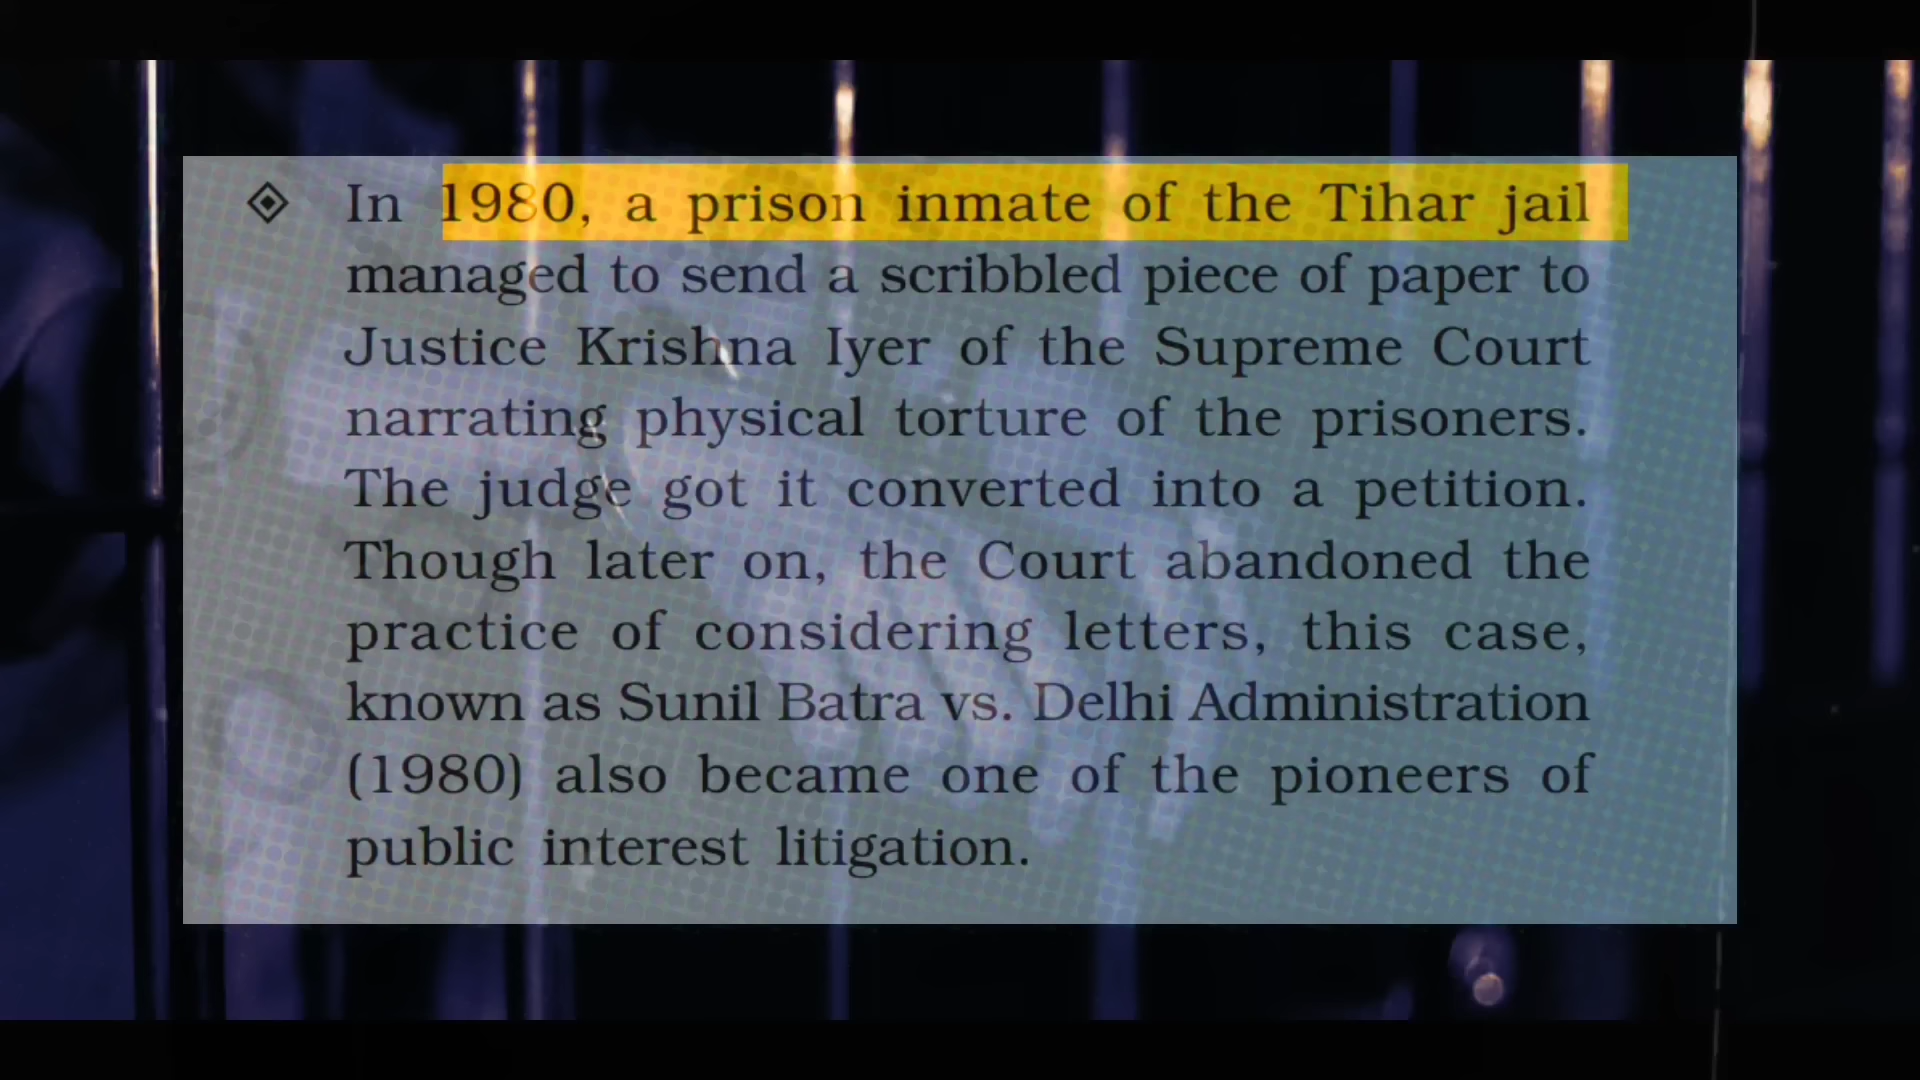 In 1980, a prison inmate of the Tihar jail
managed to send a scribbled piece of paper to
Justice Krishna Iyer of the Supreme Court
narrating physical torture of the prisoners.
The judge got it converted into a petition.
Though later on, the Court abandoned the
practice of considering letters, this case,
known as Sunil Batra vs. Delhi Administration
(1980) also became one of the pioneers of
public interest litigation.